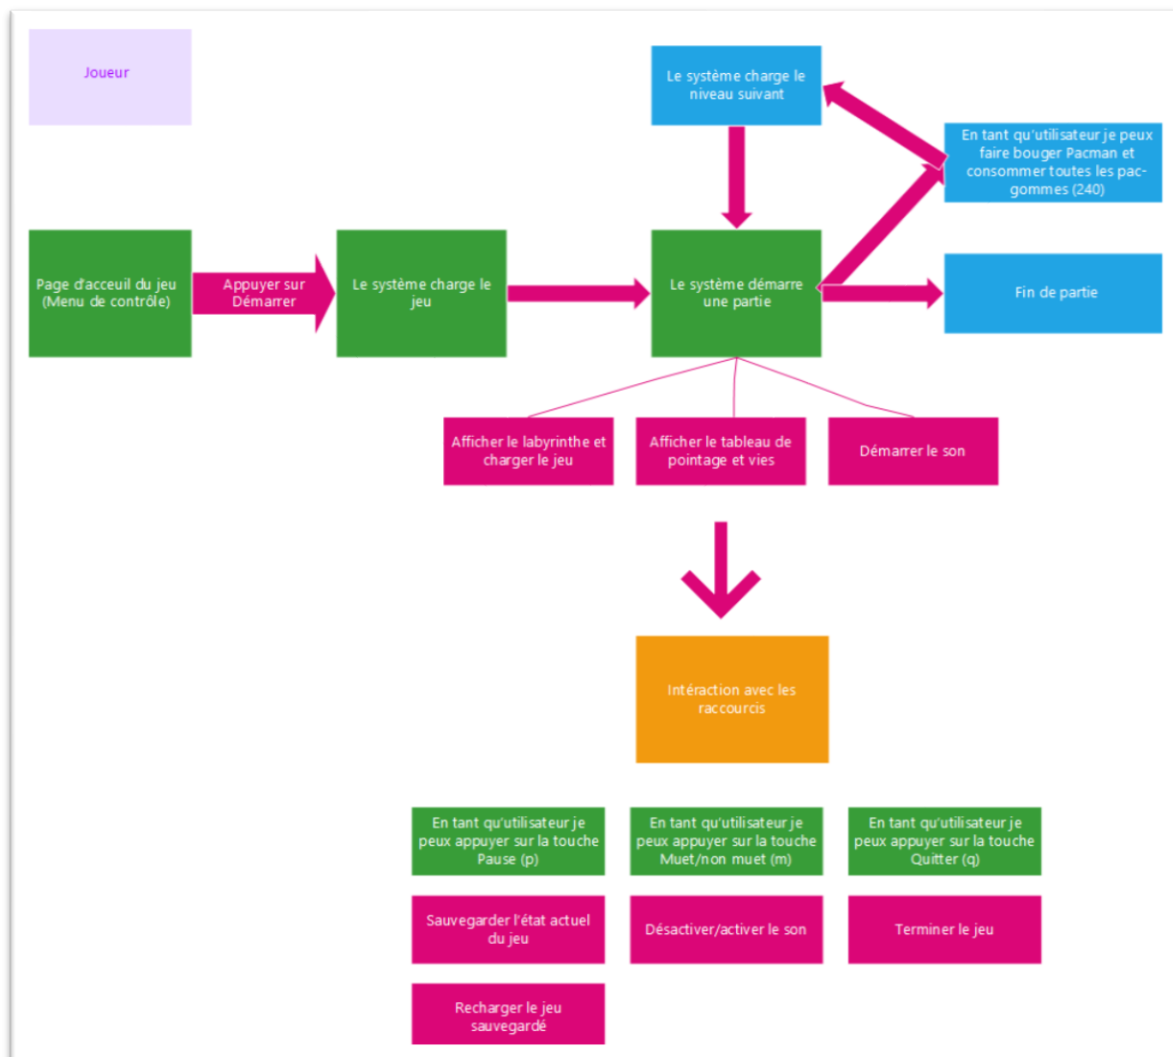 Joueur
Le système charge le
niveau suivant
En tant qu'utilisateur je peux
faire bouger Pacman et
consommer toutes les pac-
gommes (240)
Page d'acceuil du jeu
(Menu de contrôle)
Appuyer sur
Démarrer
Le système charge le
jeu
Le système démarre
une partie
Fin de partie
Afficher le labyrinthe et
charger le jeu
Afficher le tableau de
pointage et vies
Démarrer le son
Intéraction avec les
raccourcis
En tant qu'utilisateur je
peux appuyer sur la touche
Pause (p)
En tant qu'utilisateur je
peux appuyer sur la touche
Muet/non muet (m)
En tant qu'utilisateur je
peux appuyer sur la touche
Quitter (q)
Sauvegarder l'état actuel
du jeu
Désactiver/activer le son
Terminer le jeu
Recharger le jeu
sauvegardé